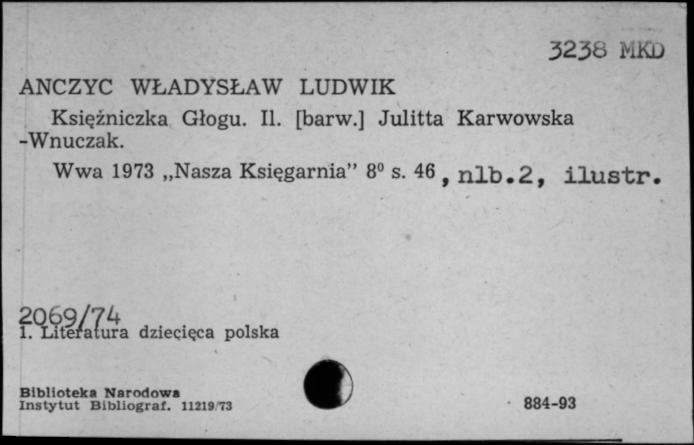 3238 MKD
ANCZYC WŁADYSŁAW LUDWIK
Księżniczka Głogu. Il. [barw.] Julitta Karwowska
-Wnuczak.
Wwa 1973 „Nasza Księgarnia” 8⁰ s. 46, nlb.2, ilustr.
2069/74
1. Literatura dziecięca polska
Biblioteka Narodowa
Instytut Bibliograf. 11219/73
884-93